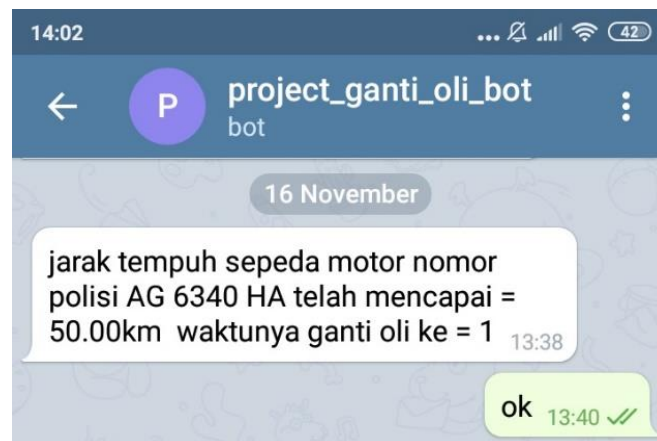 14:02
42
P
project_ganti_oli_bot
bot
16 November
jarak tempuh sepeda motor nomor
polisi AG 6340 HA telah mencapai =
50.00km  waktunya ganti oli ke = 1 13:38
ok 13:40